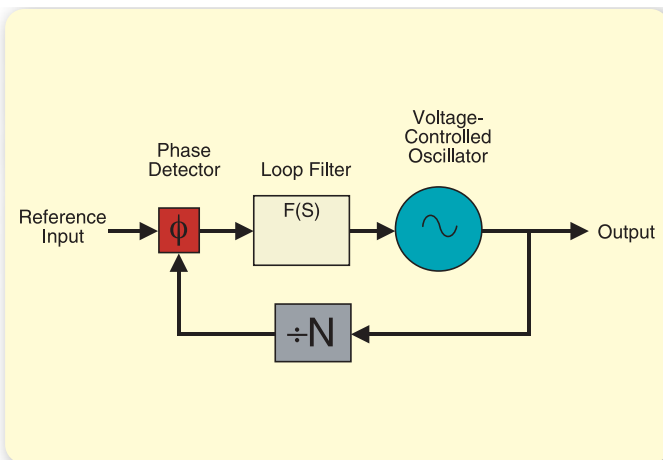 Voltage-
Controlled
Oscillator
Phase
Detector
Loop Filter
F(S)
Reference
Input
ϕ
Output
÷N